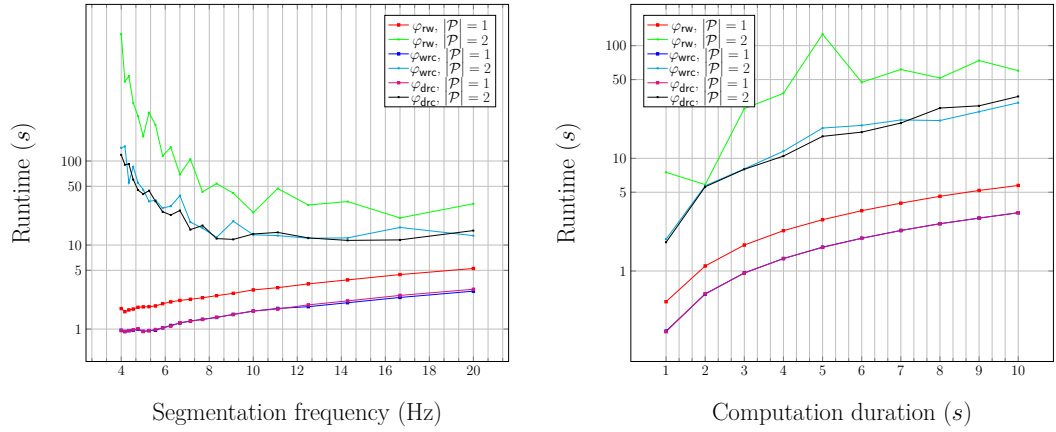 φrw, |P| = 1
φrw, |P| = 2
φwrc, |P| = 1
φwrc, |P| = 2
φdrc, |P| = 1
φdrc, |P| = 2
100
50
10
5
1
Runtime (s)
4 6 8 10 12 14 16 18 20
Segmentation frequency (Hz)
φrw, |P| = 1
φrw, |P| = 2
φwrc, |P| = 1
φwrc, |P| = 2
φdrc, |P| = 1
φdrc, |P| = 2
100
50
10
5
1
Runtime (s)
1 2 3 4 5 6 7 8 9 10
Computation duration (s)